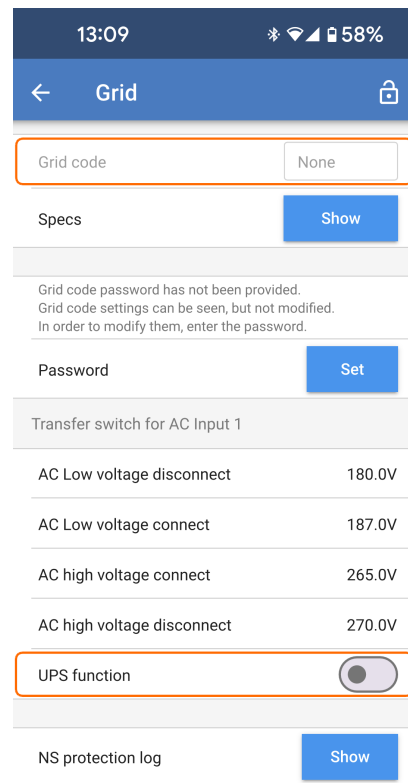 13:09 58%
Grid
Grid code None
Specs Show
Grid code password has not been provided.
Grid code settings can be seen, but not modified.
In order to modify them, enter the password.
Password Set
Transfer switch for AC Input 1
AC Low voltage disconnect 180.0V
AC Low voltage connect 187.0V
AC high voltage connect 265.0V
AC high voltage disconnect 270.0V
UPS function
NS protection log Show